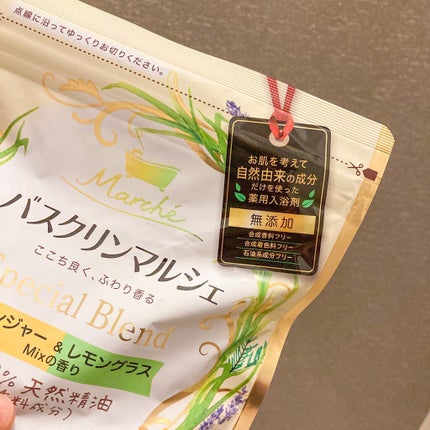 点線に沿ってゆっくりお切りください。
お肌を考えて
自然由来の成分
だけを使った
薬用入浴剤
無添加
合成香料フリー
合成着色料フリー
石油系成分フリー
Marché
バスクリンマルシェ
ここち良く、ふわり香る
Special Blend
ンジャー & レモングラス
Mixの香り
% 天然精油
料成分)